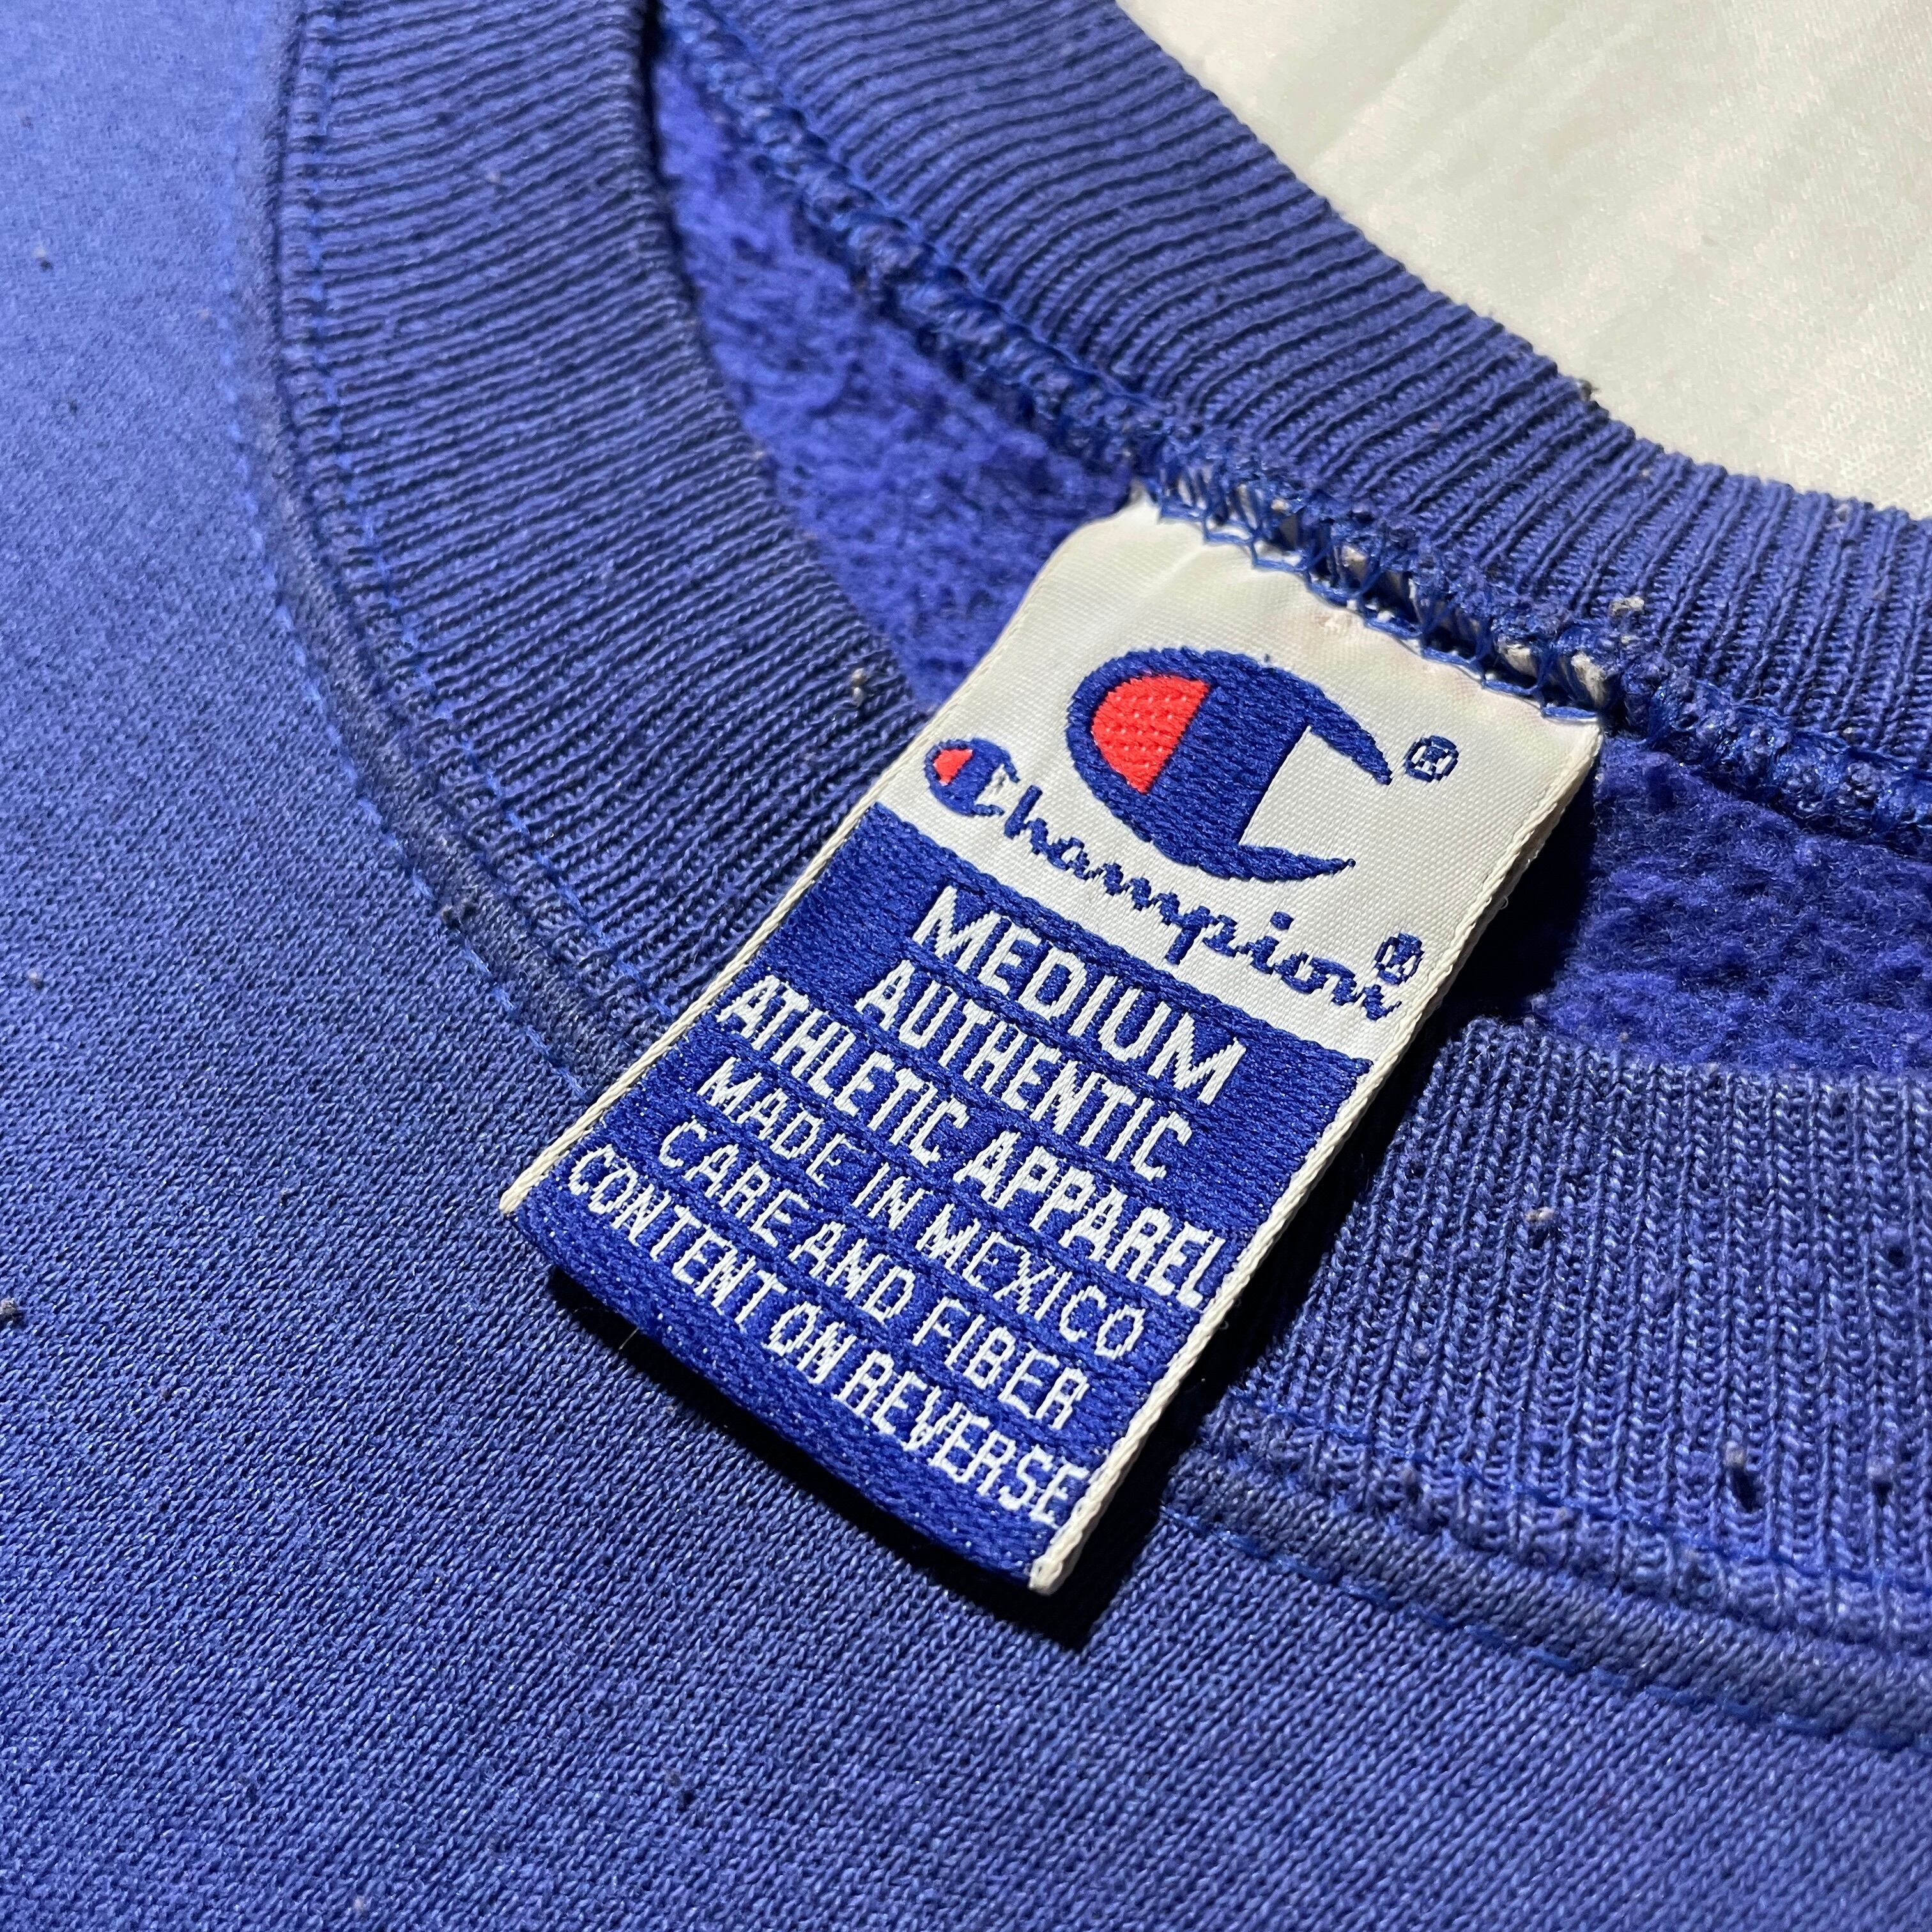 C®
Champion®
MEDIUM
AUTHENTIC
ATHLETIC APPAREL
MADE IN MEXICO
CARE AND FIBER
CONTENT ON REVERSE